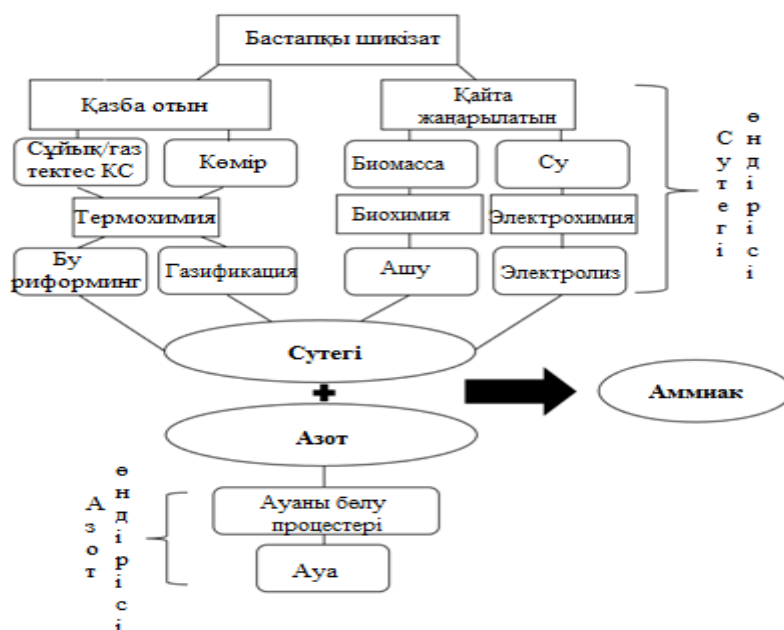 Бастапқы шикізат
Қазба отын
Қайта
жаңарылатын
Сұйық/газ
тектес КС
Көмір
Биомасса
Су
Термохимия
Биохимия
Электрохимия
Бу
риформинг
Газификация
Ашу
Электролиз
Сутегі
өндірісі
Сутегі
+
Азот
Аммиак
Азот
өндірісі
Ауаны бөлу
процестері
Ауа